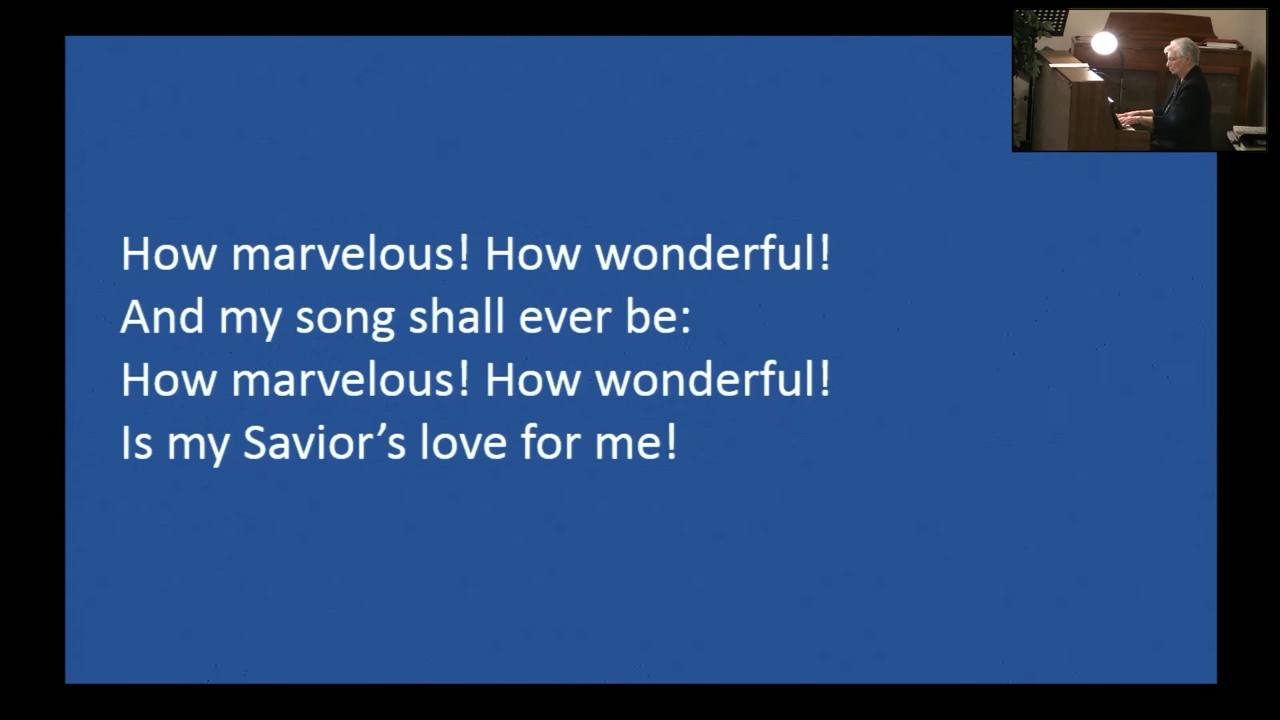 How marvelous! How wonderful!
And my song shall ever be:
How marvelous! How wonderful!
Is my Savior’s love for me!